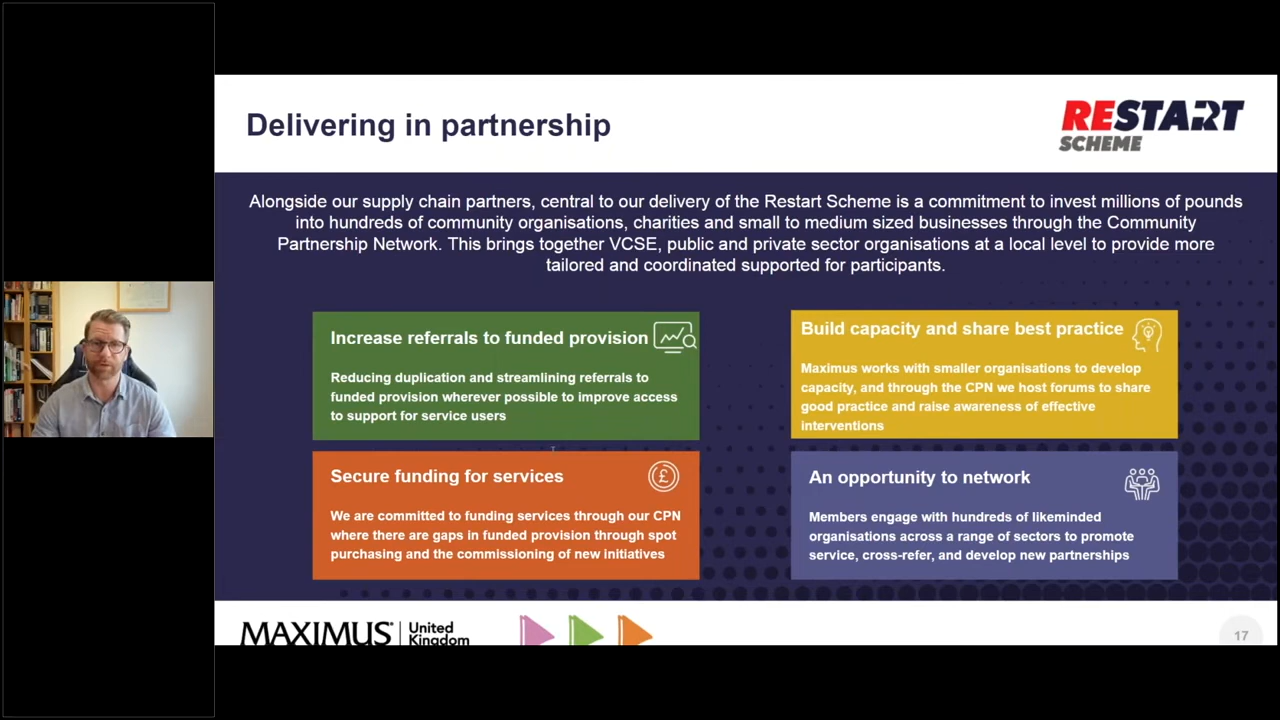 Delivering in partnership
RESTART
SCHEME
Alongside our supply chain partners, central to our delivery of the Restart Scheme is a commitment to invest millions of pounds
into hundreds of community organisations, charities and small to medium sized businesses through the Community
Partnership Network. This brings together VCSE, public and private sector organisations at a local level to provide more
tailored and coordinated supported for participants.
Increase referrals to funded provision
Reducing duplication and streamlining referrals to
funded provision wherever possible to improve access
to support for service users
Build capacity and share best practice
Maximus works with smaller organisations to develop
capacity, and through the CPN we host forums to share
good practice and raise awareness of effective
interventions
Secure funding for services
£
We are committed to funding services through our CPN
where there are gaps in funded provision through spot
purchasing and the commissioning of new initiatives
An opportunity to network
Members engage with hundreds of likeminded
organisations across a range of sectors to promote
service, cross-refer, and develop new partnerships
MAXIMUS
United
Kingdom
17